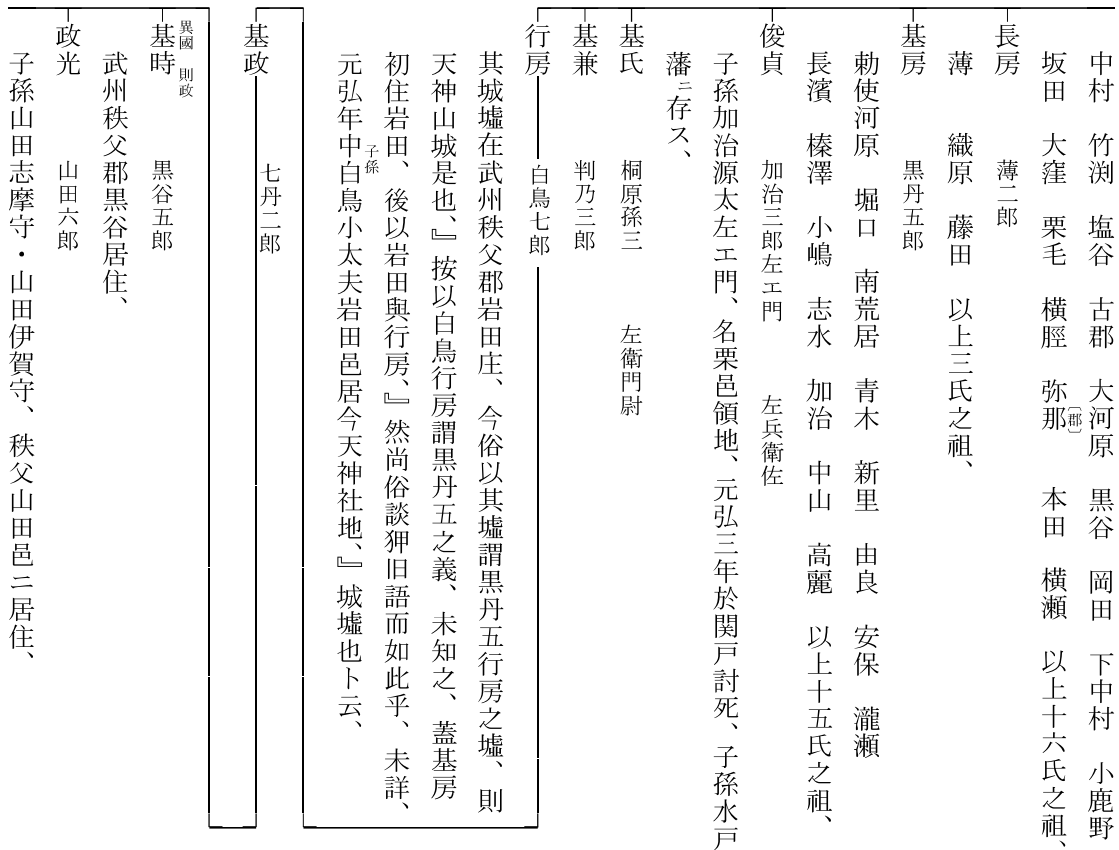 中村　竹渕　塩谷　古郡　大河原　黒谷　岡田　下中村　小鹿野
坂田　大窪　栗毛　横脛　弥那〔郡〕　本田　横瀬　以上十六氏之祖、
長房　薄二郎
薄　織原　藤田　以上三氏之祖、
基房　黒丹五郎
勅使河原　堀口　南荒居　青木　新里　由良　安保　瀧瀬
長濱　榛澤　小嶋　志水　加治　中山　高麗　以上十五氏之祖、
俊貞　加治三郎左エ門　左兵衛佐
子孫加治源太左エ門、名栗邑領地、元弘三年於関戸討死、子孫水戸
藩ニ存ス、
基氏　桐原孫三　左衛門尉
基兼　判乃三郎
行房　白鳥七郎
其城墟在武州秩父郡岩田庄、今俗以其墟謂黒丹五行房之墟、則
天神山城是也、』按以白鳥行房謂黒丹五之義、未知之、蓋基房
初住岩田、後以岩田與行房、』然尚俗談狎旧語而如此乎、未詳、
元弘年中白鳥子孫小太夫岩田邑居今天神社地、』城墟也ト云、
基政　七丹二郎
基時　異國　則政　黒谷五郎
武州秩父郡黒谷居住、
政光　山田六郎
子孫山田志摩守・山田伊賀守、秩父山田邑ニ居住、